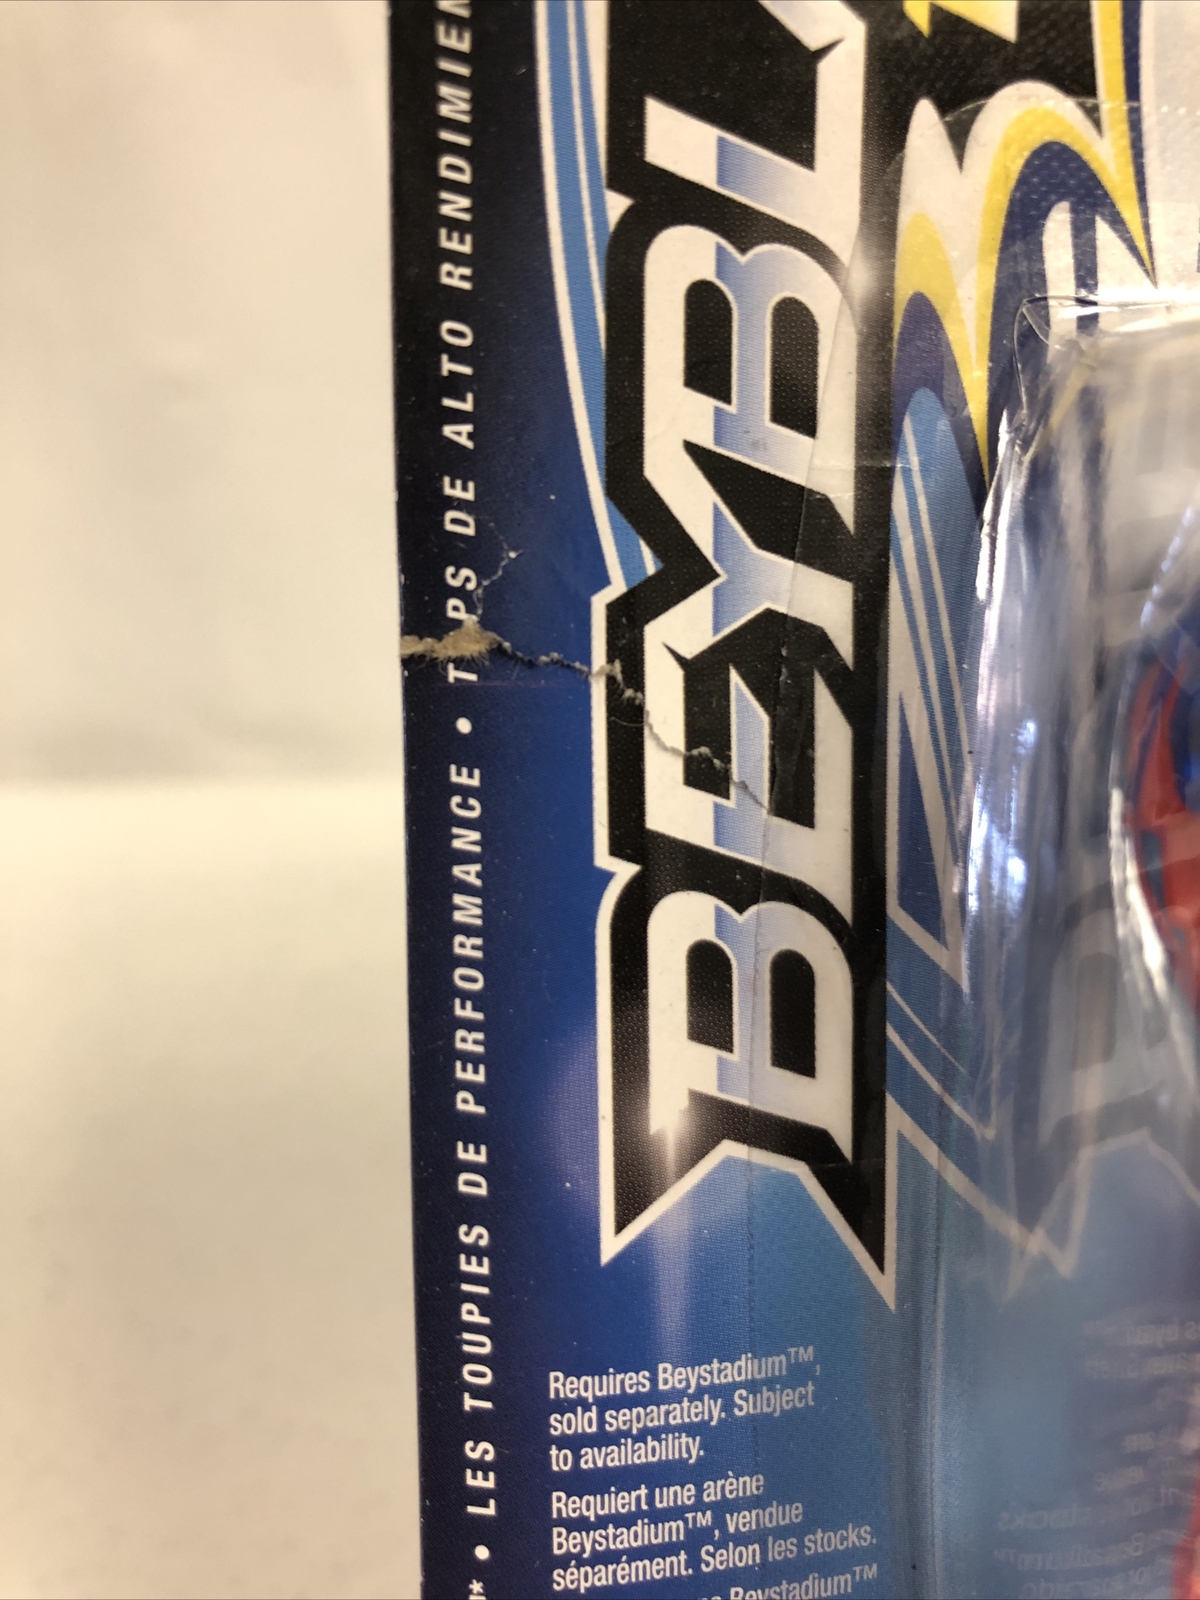 • LES TOUPIES DE PERFORMANCE • T PS DE ALTO RENDIMIEN
BEYBL
Requires Beystadium™,
sold separately. Subject
to availability.
Requiert une arène
Beystadium™, vendue
séparément. Selon les stocks.
Beystadium™